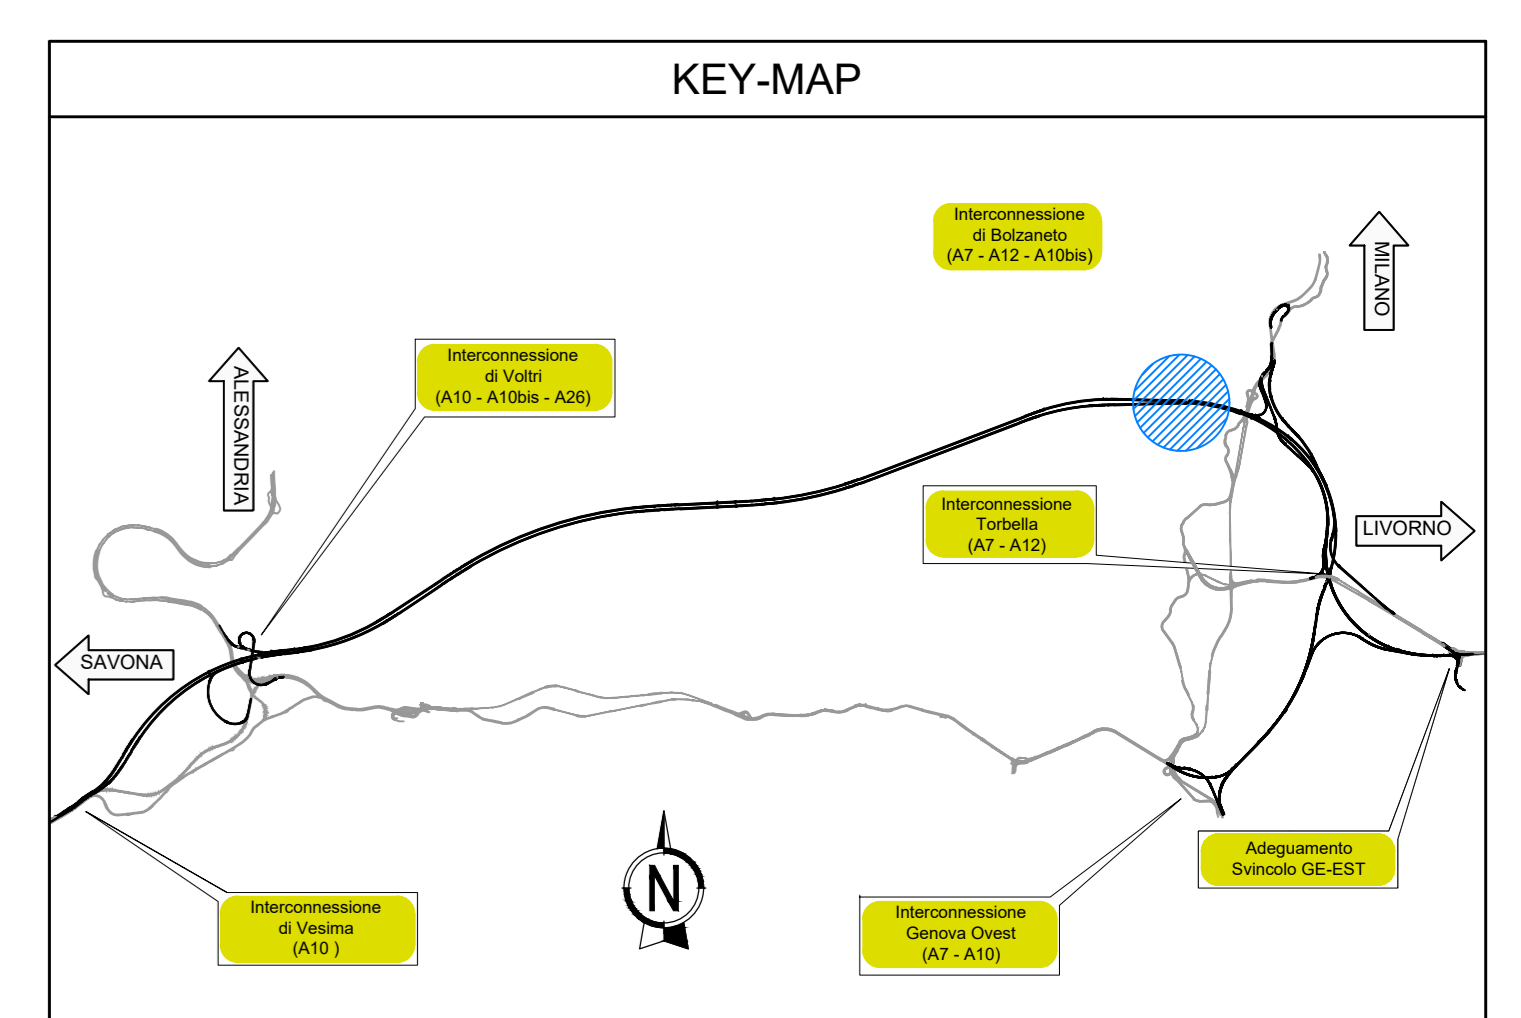 KEY-MAP
Interconnessione
di Bolzaneto
(A7 - A12 - A10bis)
MILANO
Interconnessione
di Voltri
(A10 - A10bis - A26)
ALESSANDRIA
Interconnessione
Torbella
(A7 - A12)
LIVORNO
SAVONA
Adeguamento
Svincolo GE-EST
Interconnessione
di Vesima
(A10 )
N
Interconnessione
Genova Ovest
(A7 - A10)